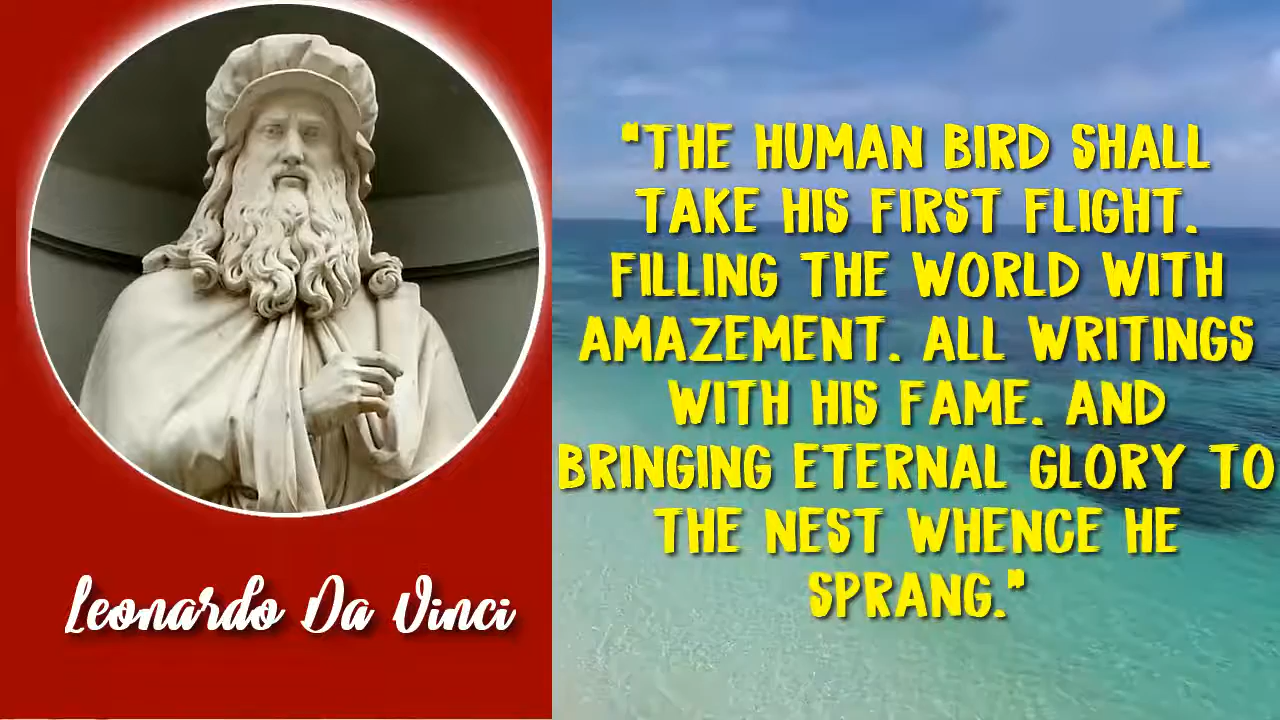 "THE HUMAN BIRD SHALL
TAKE HIS FIRST FLIGHT.
FILLING THE WORLD WITH
AMAZEMENT. ALL WRITINGS
WITH HIS FAME. AND
BRINGING ETERNAL GLORY TO
THE NEST WHENCE HE
SPRANG."
Leonardo Da Vinci